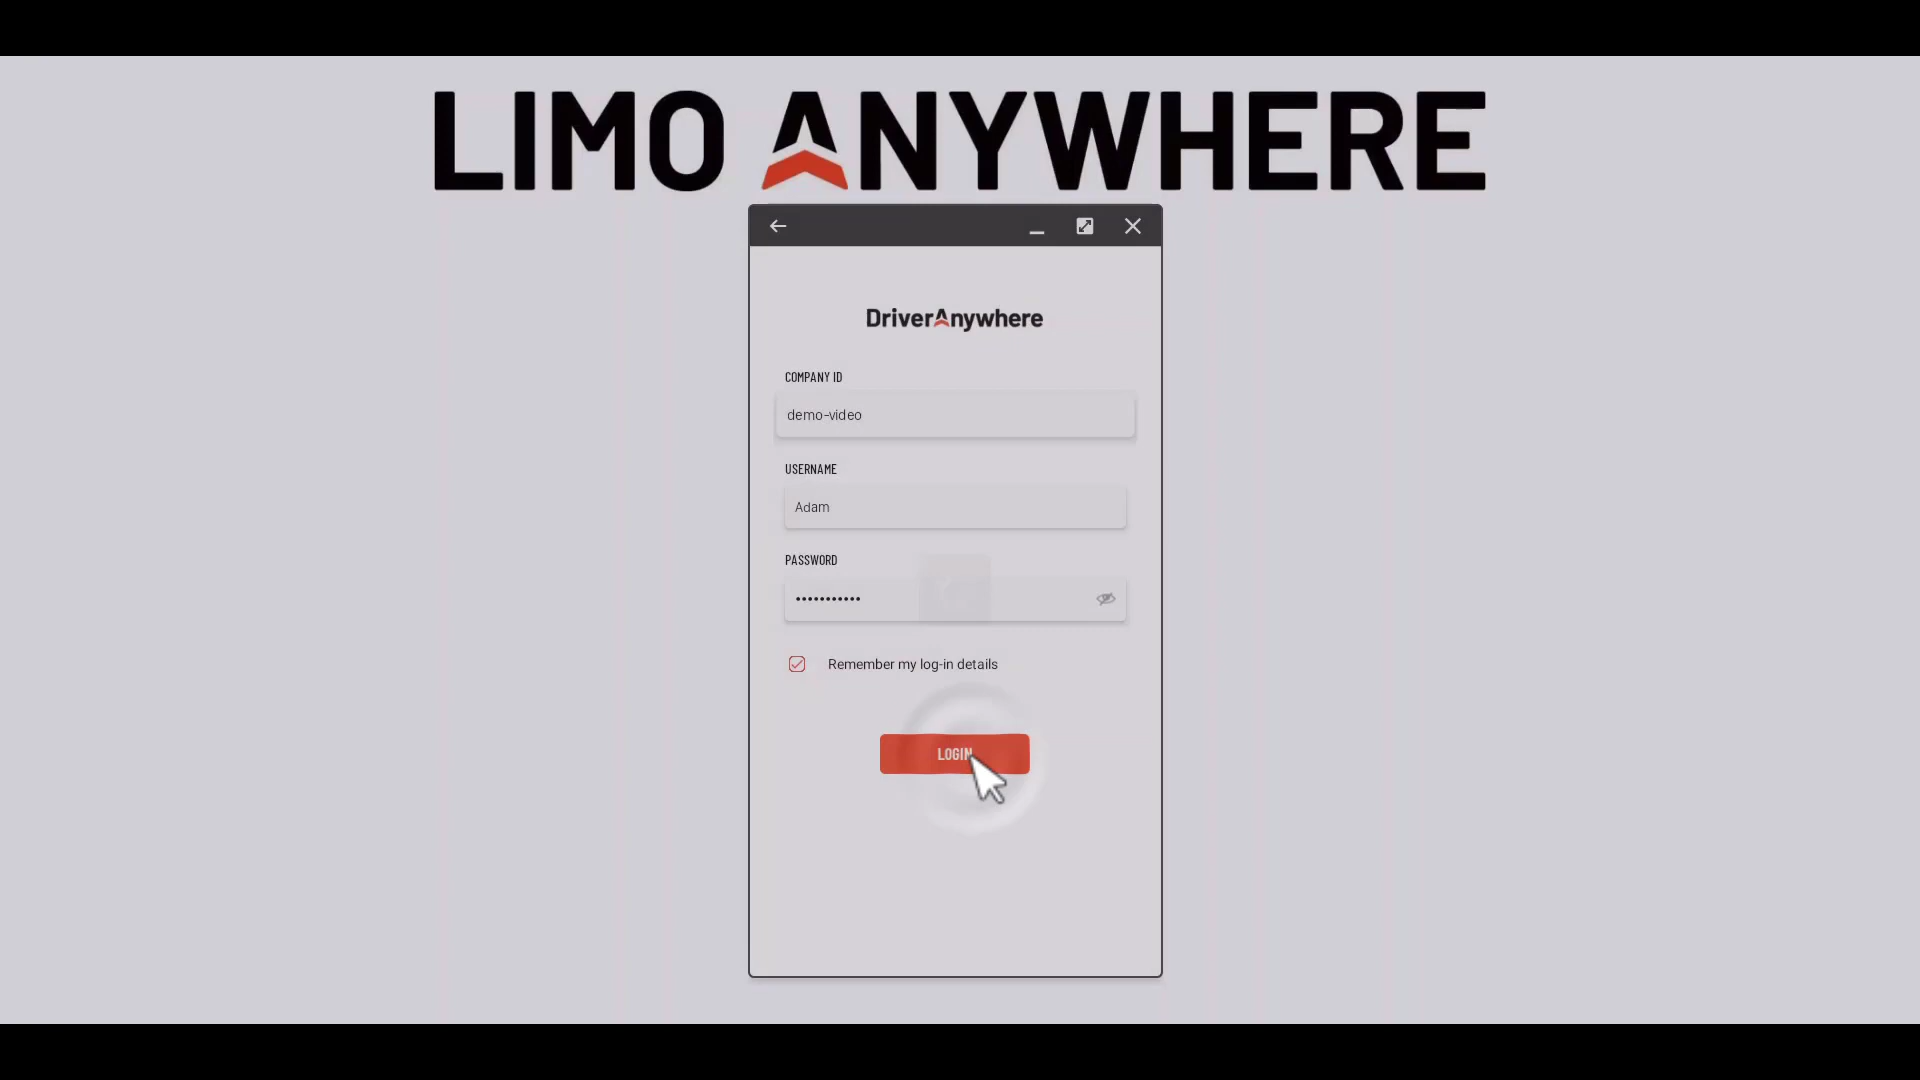 LIMO ANYWHERE
DriverAnywhere
COMPANY ID
demo-video
USERNAME
Adam
PASSWORD
•••••••••••
Remember my log-in details
LOGIN